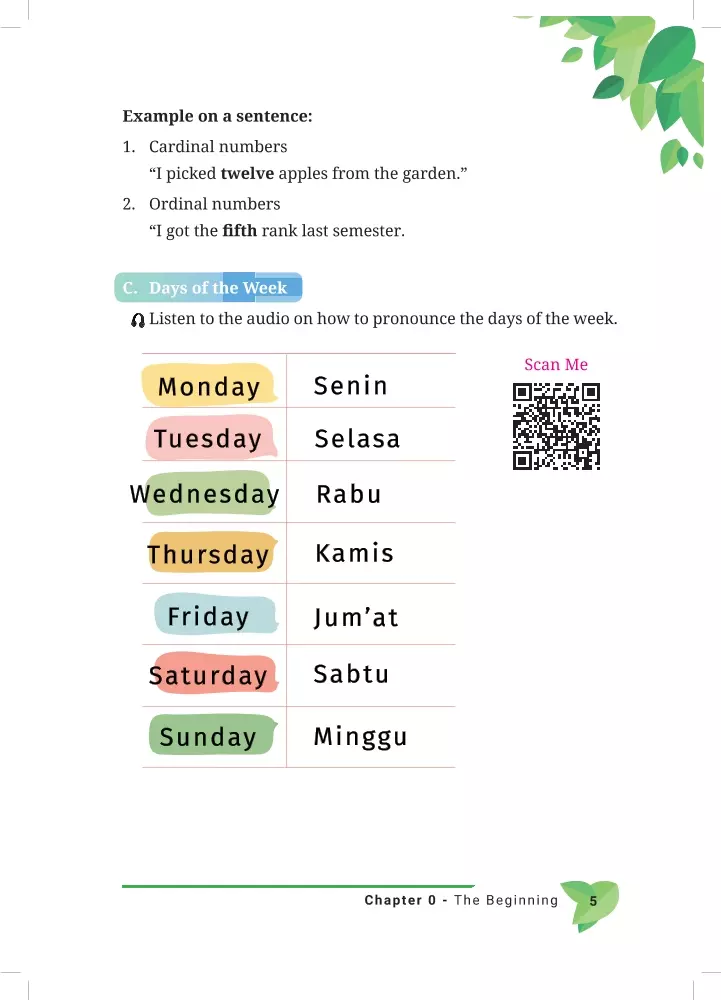 Example on a sentence:
1. Cardinal numbers
“I picked twelve apples from the garden.”
2. Ordinal numbers
“I got the fifth rank last semester.
C. Days of the Week
Listen to the audio on how to pronounce the days of the week.
Scan Me
Monday Senin
Tuesday Selasa
Wednesday Rabu
Thursday Kamis
Friday Jum’at
Saturday Sabtu
Sunday Minggu
Chapter 0 - The Beginning 5